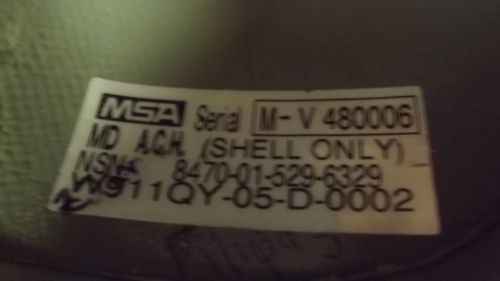 MSA Serial M-V 480006
MD A.C.H. (SHELL ONLY)
NSN# 8470-01-529-6329
W911QY-05-D-0002